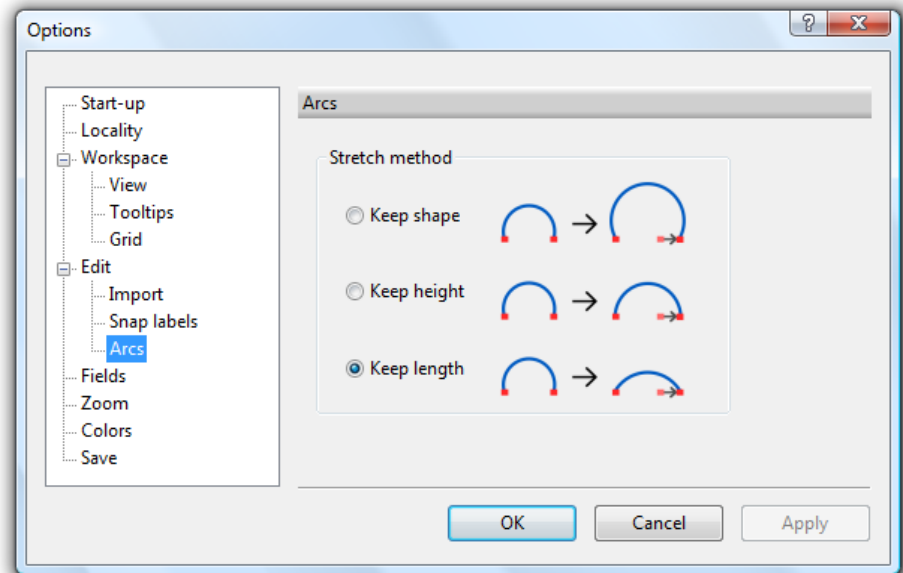 Options
?
X
Start-up
Locality
Workspace
View
Tooltips
Grid
Edit
Import
Snap labels
Arcs
Fields
Zoom
Colors
Save
Arcs
Stretch method
Keep shape
Keep height
Keep length
OK
Cancel
Apply